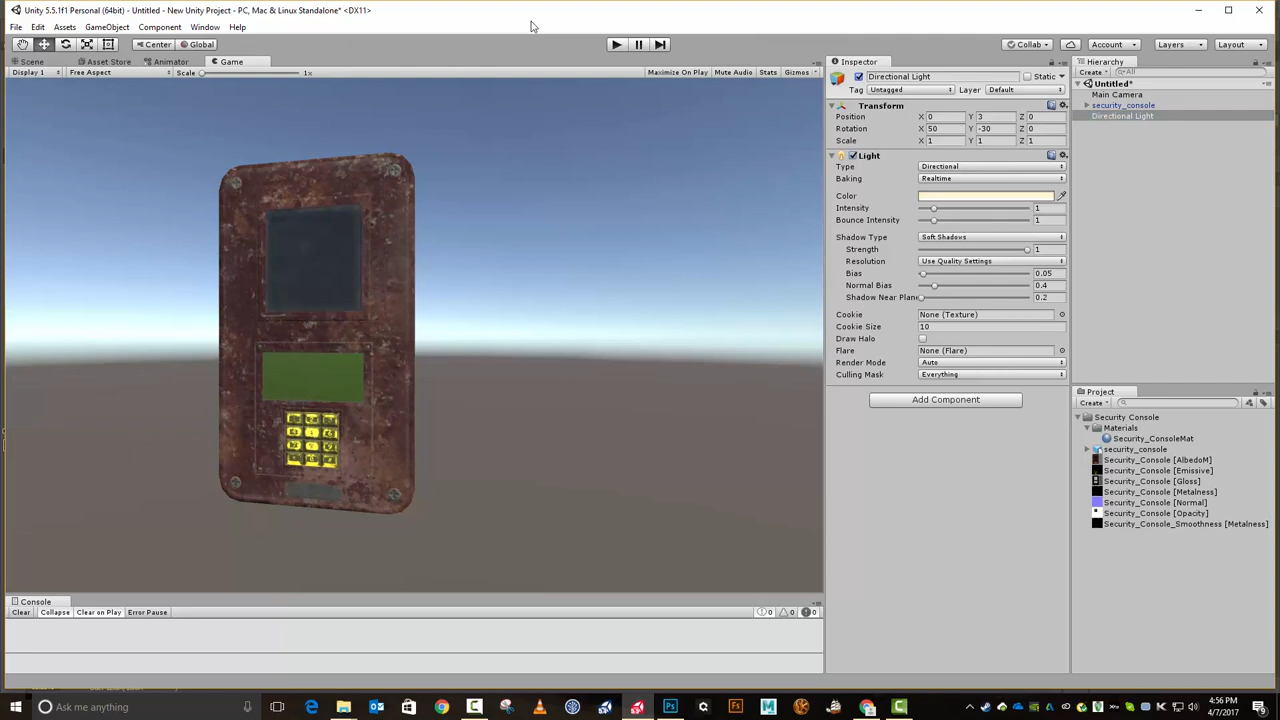 Unity 5.5.1f1 Personal (64bit) - Untitled - New Unity Project - PC, Mac & Linux Standalone* <DX11>
File Edit Assets GameObject Component Window Help
Center Global Collab Account Layers Layout
Scene Asset Store Animator Game
Display 1 Free Aspect Scale 1x Maximize On Play Mute Audio Stats Gizmos
Inspector
Directional Light Static
Tag Untagged Layer Default
Transform
Position X 0 Y 3 Z 0
Rotation X 50 Y -30 Z 0
Scale X 1 Y 1 Z 1
Light
Type Directional
Baking Realtime
Color
Intensity 1
Bounce Intensity 1
Shadow Type Soft Shadows
Strength 1
Resolution Use Quality Settings
Bias 0.05
Normal Bias 0.4
Shadow Near Plane 0.2
Cookie None (Texture)
Cookie Size 10
Draw Halo
Flare None (Flare)
Render Mode Auto
Culling Mask Everything
Add Component
Hierarchy
Create All
Untitled*
Main Camera
security_console
Directional Light
Project
Create
Security Console
Materials
Security_ConsoleMat
security_console
Security_Console [AlbedoM]
Security_Console [Emissive]
Security_Console [Gloss]
Security_Console [Metalness]
Security_Console [Normal]
Security_Console [Opacity]
Security_Console_Smoothness [Metalness]
Console
Clear Collapse Clear on Play Error Pause 0 0 0
Ask me anything
4:56 PM
4/7/2017